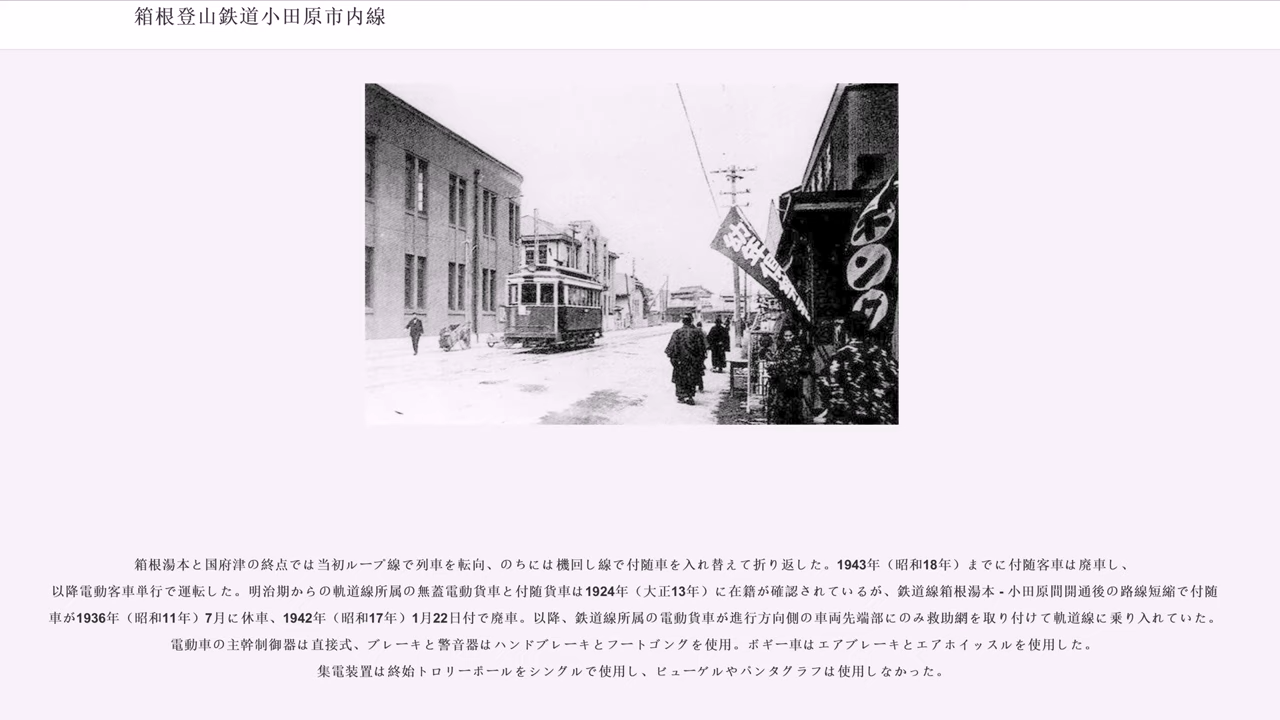 箱根登山鉄道小田原市内線
箱根湯本と国府津の終点では当初ループ線で列車を転向、のちには機回し線で付随車を入れ替えて折り返した。1943年（昭和18年）までに付随客車は廃車し、
以降電動客車単行で運転した。明治期からの軌道線所属の無蓋電動貨車と付随貨車は1924年（大正13年）に在籍が確認されているが、鉄道線箱根湯本 - 小田原間開通後の路線短縮で付随
車が1936年（昭和11年）7月に休車、1942年（昭和17年）1月22日付で廃車。以降、鉄道線所属の電動貨車が進行方向側の車両先端部にのみ救助網を取り付けて軌道線に乗り入れていた。
電動車の主幹制御器は直接式、ブレーキと警音器はハンドブレーキとフートゴングを使用。ボギー車はエアブレーキとエアホイッスルを使用した。
集電装置は終始トロリーポールをシングルで使用し、ビューゲルやパンタグラフは使用しなかった。